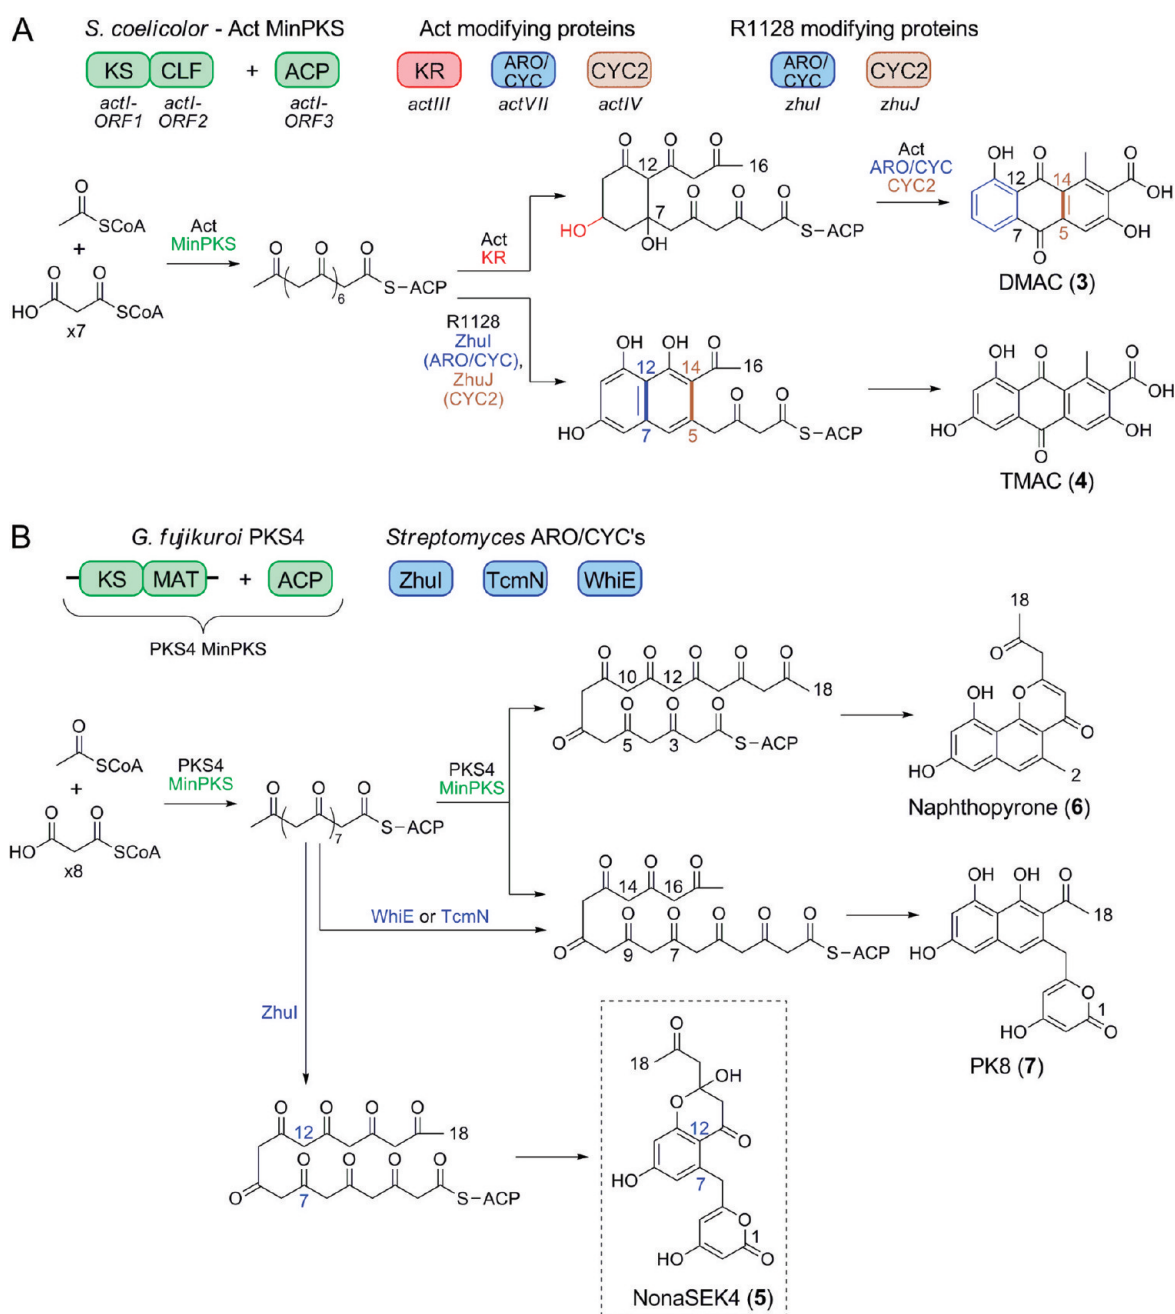 A
S. coelicolor - Act MinPKS
Act modifying proteins
R1128 modifying proteins
KS CLF + ACP
KR ARO/CYC CYC2
ARO/CYC CYC2
actI-ORF1 actI-ORF2 actI-ORF3
actIII actVII actIV
zhuI zhuJ
O
SCoA
+
O O
HO SCoA
x7
Act
MinPKS
O O O
6 S-ACP
Act
KR
O O O
12 16
7 O O O
HO OH S-ACP
Act
ARO/CYC
CYC2
OH O O
12 14 OH
7 5 OH
O
DMAC (3)
R1128
ZhuI
(ARO/CYC),
ZhuJ
(CYC2)
OH OH O
12 14 16
O O
HO 7 5 S-ACP
OH O O
OH
HO OH
O
TMAC (4)
B
G. fujikuroi PKS4
Streptomyces ARO/CYC's
KS MAT + ACP
ZhuI TcmN WhiE
PKS4 MinPKS
O
SCoA
+
O O
HO SCoA
x8
PKS4
MinPKS
O O O
7 S-ACP
PKS4
MinPKS
O O O O O O
10 12 18
O O O
O 5 3 S-ACP
18
O
OH O
O
HO 2
Naphthopyrone (6)
WhiE or TcmN
O O O
14 16
O O O O O
O 9 7 S-ACP
OH OH O
18
HO
O 1
HO O
PK8 (7)
ZhuI
O O O O
12 18
O O O O
O 7 S-ACP
O
18 OH
O
12 O
HO 7
O 1
HO O
NonaSEK4 (5)